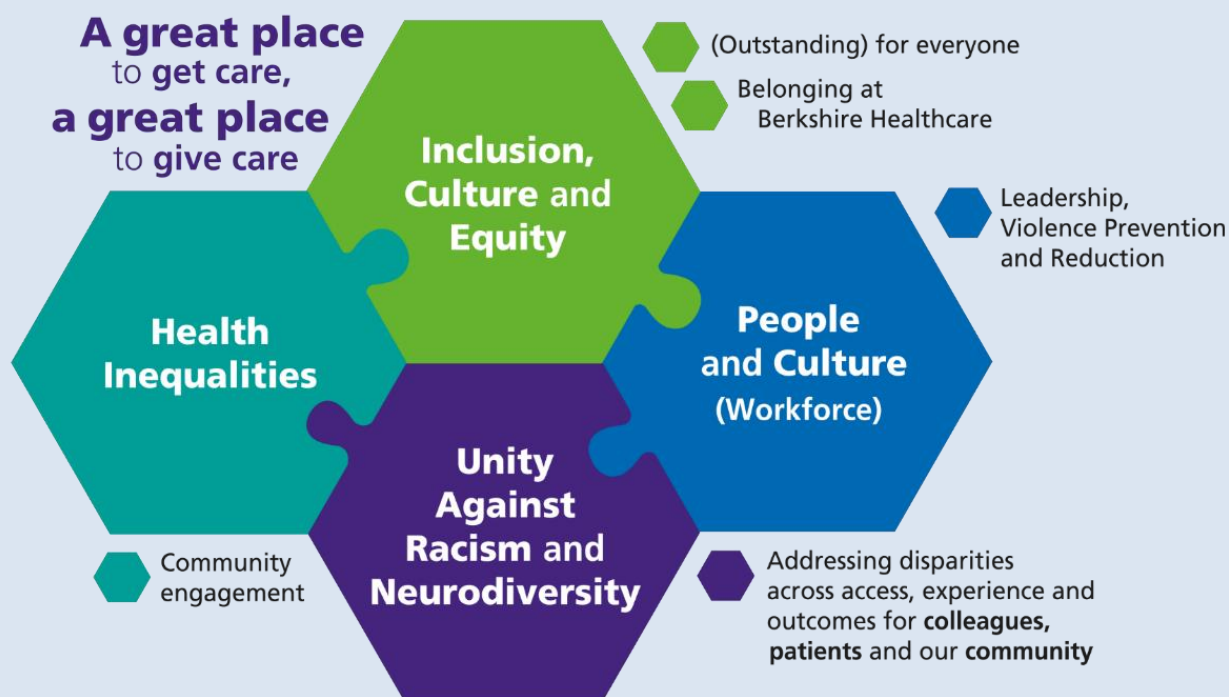 A great place
to get care,
a great place
to give care
(Outstanding) for everyone
Belonging at
Berkshire Healthcare
Inclusion,
Culture and
Equity
Leadership,
Violence Prevention
and Reduction
Health
Inequalities
People
and Culture
(Workforce)
Unity
Against
Racism and
Neurodiversity
Community
engagement
Addressing disparities
across access, experience and
outcomes for colleagues,
patients and our community